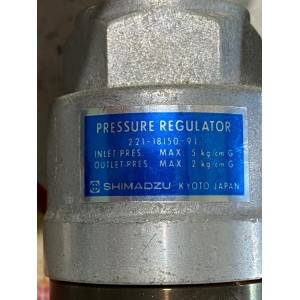 PRESSURE REGULATOR
221-18150-91
INLET PRES. MAX. 5 kg/cm G
OUTLET PRES. MAX. 2 kg/cm G
SHIMADZU KYOTO JAPAN